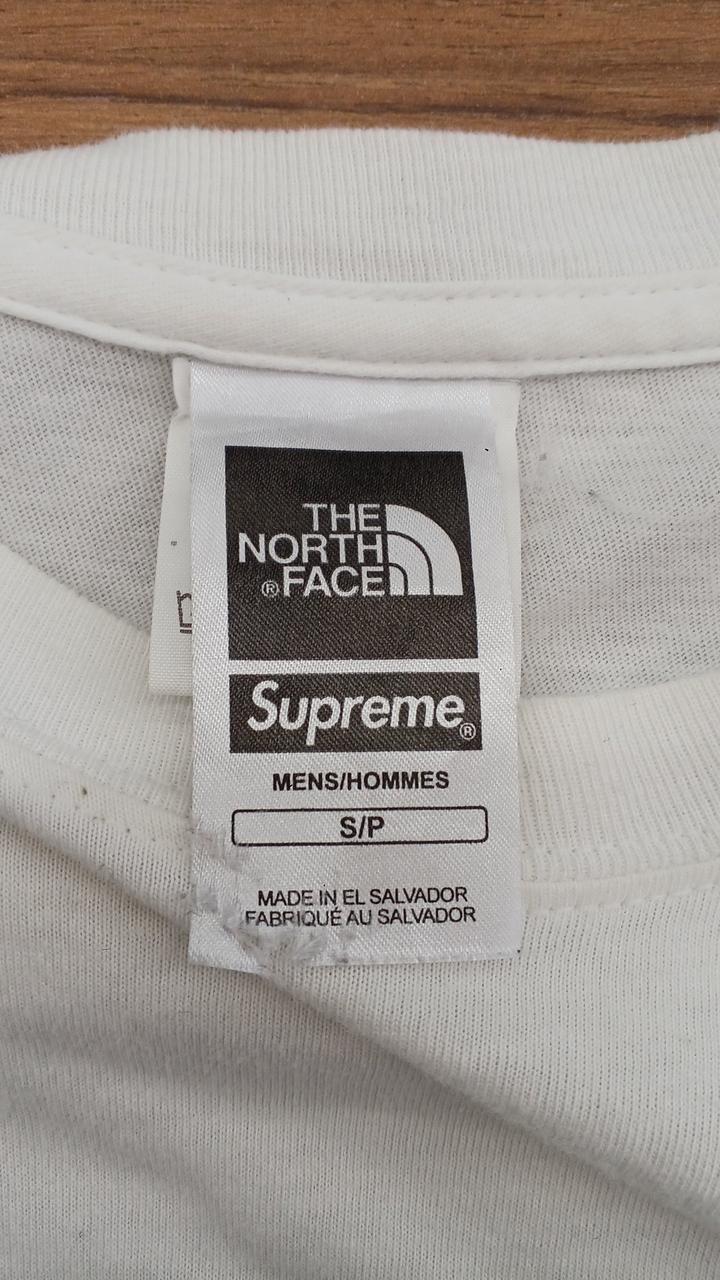 THE
NORTH
® FACE
Supreme®
MENS/HOMMES
S/P
MADE IN EL SALVADOR
FABRIQUÉ AU SALVADOR